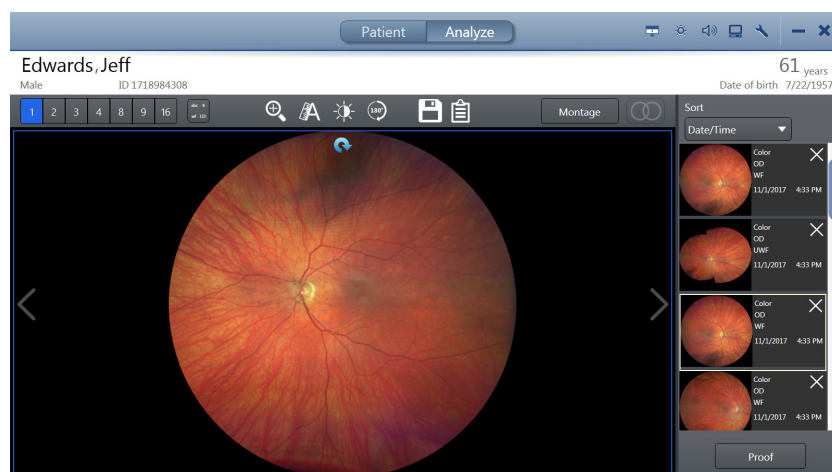 Patient Analyze
Edwards, Jeff
61 years
Male ID 1718984308
Date of birth 7/22/1957
1 2 3 4 8 9 16
180°
Montage
Sort
Date/Time
Color
OD
WF
11/1/2017 4:33 PM
Color
OD
UWF
11/1/2017 4:33 PM
Color
OD
WF
11/1/2017 4:33 PM
Color
OD
WF
11/1/2017 4:33 PM
Proof